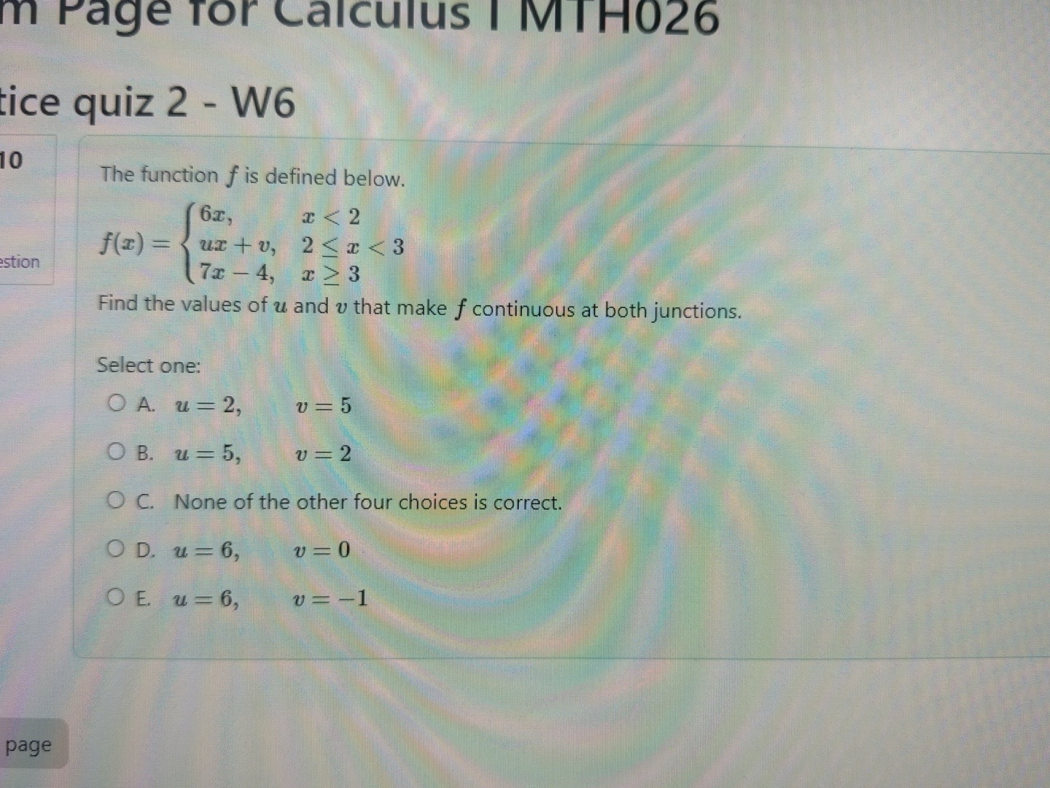 Page for Calculus I MTH026
quiz 2 - W6
10
The function f is defined below.
f(x) = { 6x, x < 2
ux + v, 2 ≤ x < 3
7x − 4, x ≥ 3
Find the values of u and v that make f continuous at both junctions.
Select one:
A. u = 2, v = 5
B. u = 5, v = 2
C. None of the other four choices is correct.
D. u = 6, v = 0
E. u = 6, v = −1
page